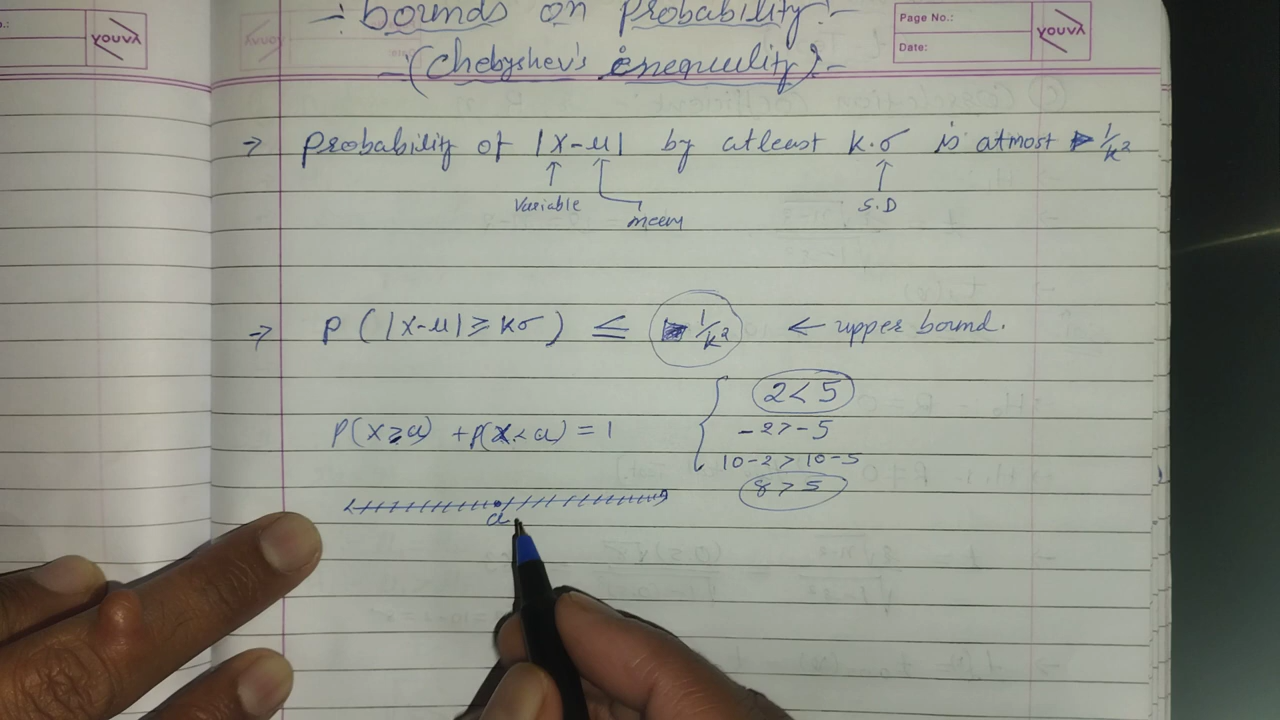 -: bounds on Probability:-
-(Chebyshev's inequality)-
Page No.:
Date:
YOUVA
YOUVA
→ Probability of |X-μ| by atleast k.σ is atmost 1/k²
Variable
mean
S.D
→ P(|X-μ| ≥ kσ) ≤ 1/k² ← upper bound.
P(X≥a) + P(X<a) = 1
2<5
-2>-5
10-2>10-5
8>5
a